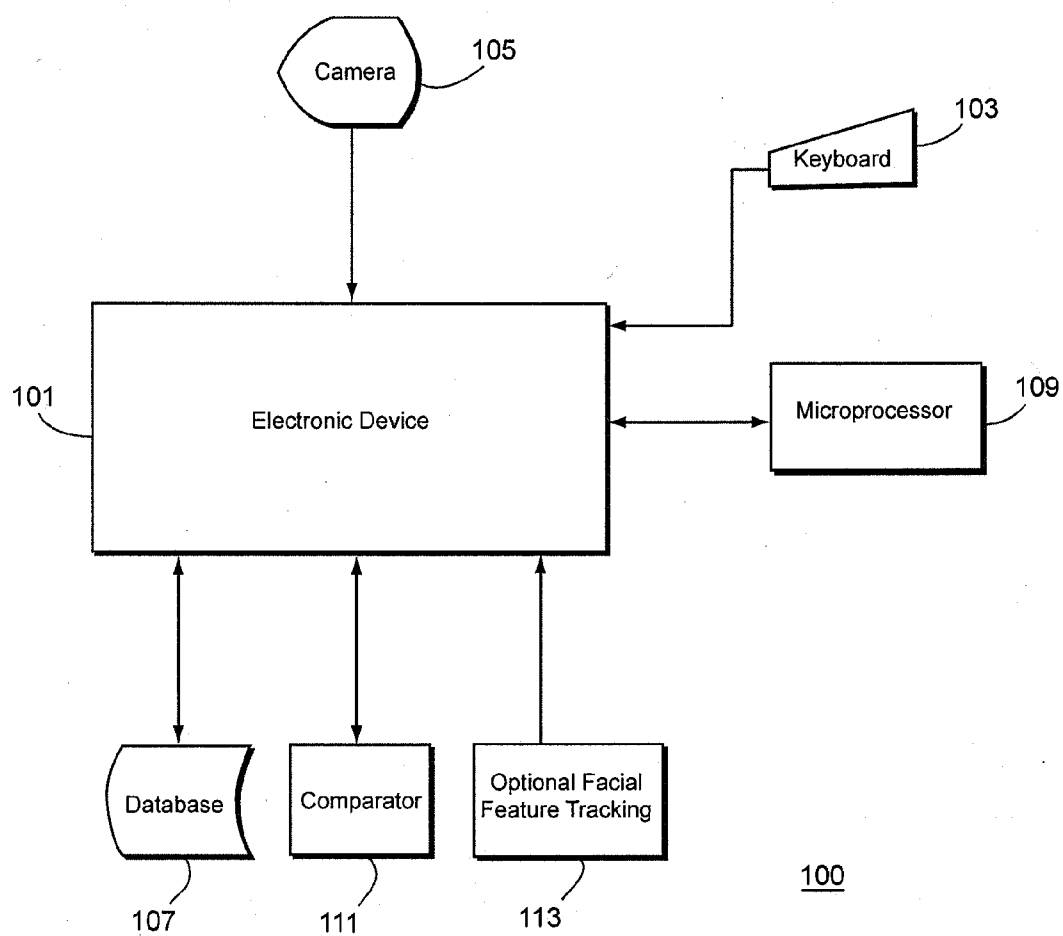 Camera
105
103
Keyboard
101
Electronic Device
Microprocessor
109
Database
Comparator
Optional Facial
Feature Tracking
107
111
113
100